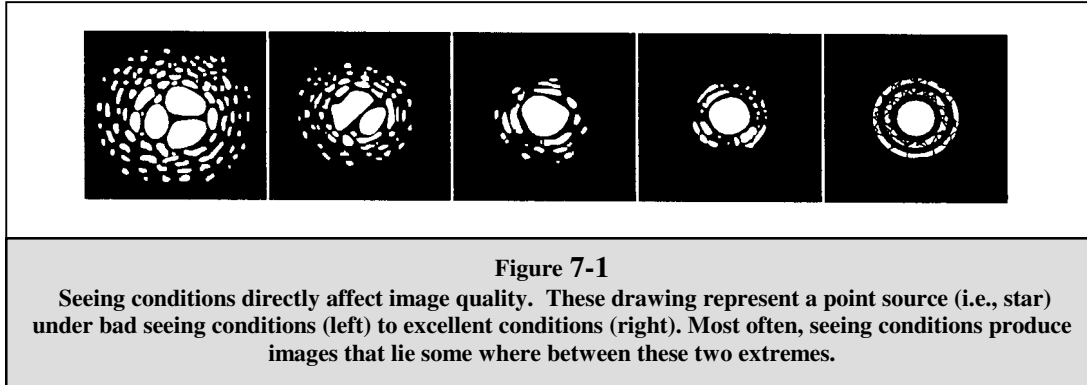 Figure 7-1
Seeing conditions directly affect image quality.  These drawing represent a point source (i.e., star)
under bad seeing conditions (left) to excellent conditions (right). Most often, seeing conditions produce
images that lie some where between these two extremes.